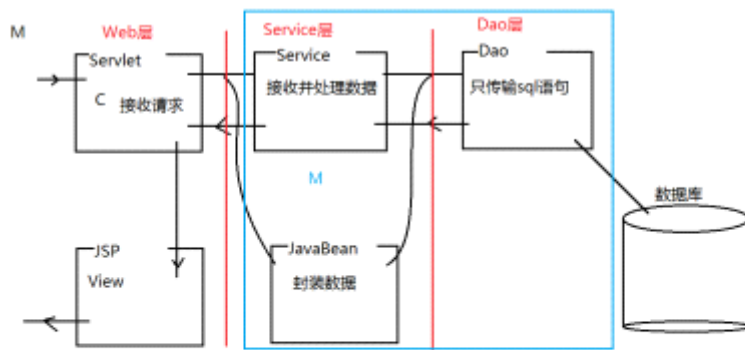 M
Web层
Service层
Dao层
Servlet
C 接收请求
Service
接收并处理数据
Dao
只传输sql语句
M
数据库
JSP
View
JavaBean
封装数据